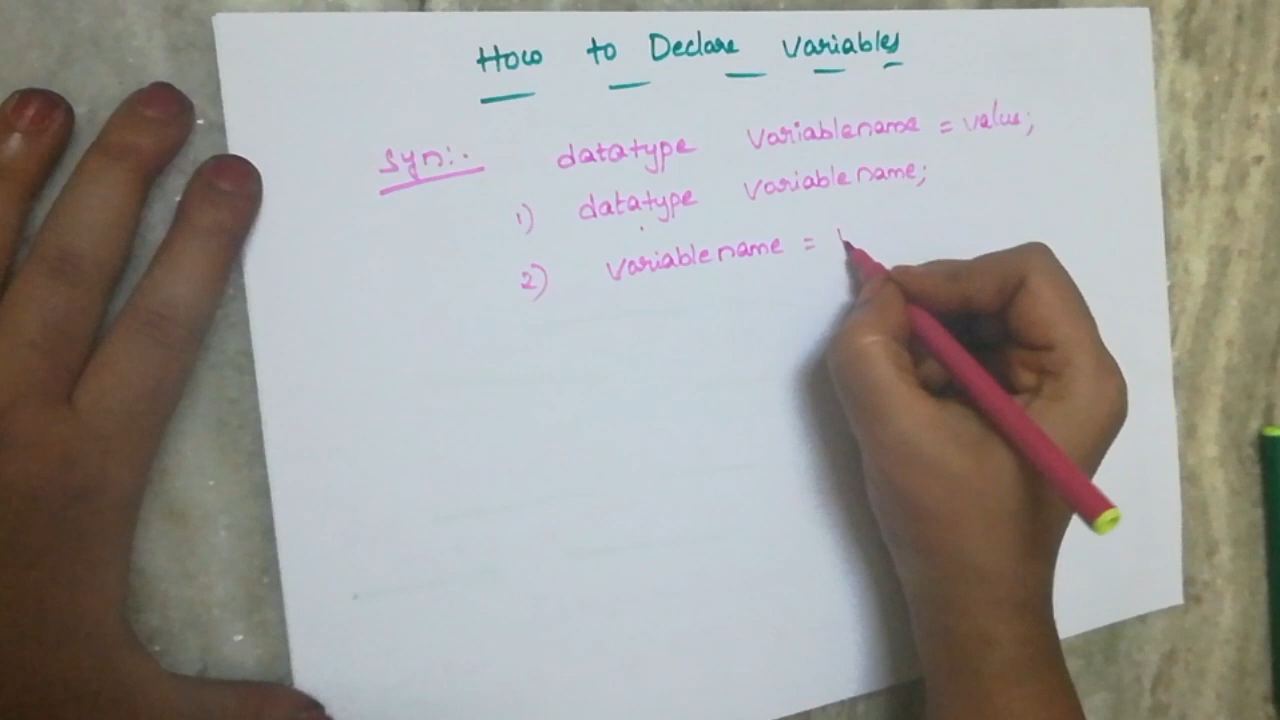 How to Declare Variables
Syn:- datatype variablename = value;
1) datatype variablename;
2) variablename =